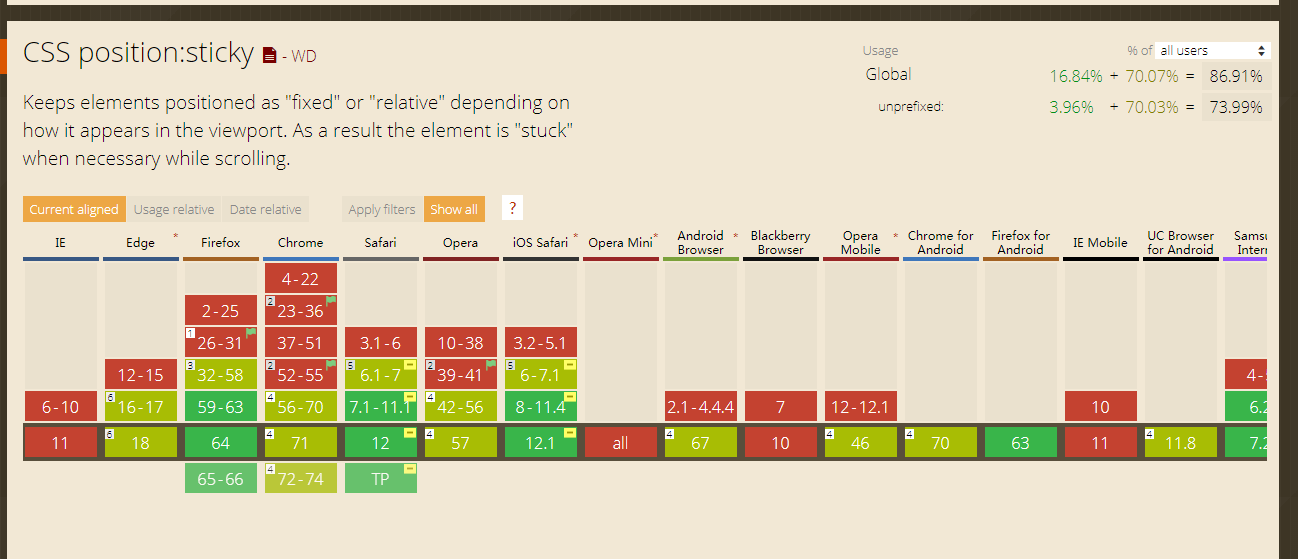 CSS position:sticky - WD
Usage % of all users
Global 16.84% + 70.07% = 86.91%
unprefixed: 3.96% + 70.03% = 73.99%
Keeps elements positioned as "fixed" or "relative" depending on
how it appears in the viewport. As a result the element is "stuck"
when necessary while scrolling.
Current aligned Usage relative Date relative Apply filters Show all ?
IE Edge * Firefox Chrome Safari Opera iOS Safari * Opera Mini * Android Browser * Blackberry Browser Opera Mobile * Chrome for Android Firefox for Android IE Mobile UC Browser for Android
4-22
2-25 2 23-36
1 26-31 37-51 3.1-6 10-38 3.2-5.1
12-15 3 32-58 2 52-55 5 6.1-7 2 39-41 5 6-7.1 4-
6-10 6 16-17 59-63 4 56-70 7.1-11.1 4 42-56 8-11.4 2.1-4.4.4 7 12-12.1 10 6.2
11 6 18 64 4 71 12 4 57 12.1 all 4 67 10 4 46 4 70 63 11 4 11.8 7.2
65-66 4 72-74 TP